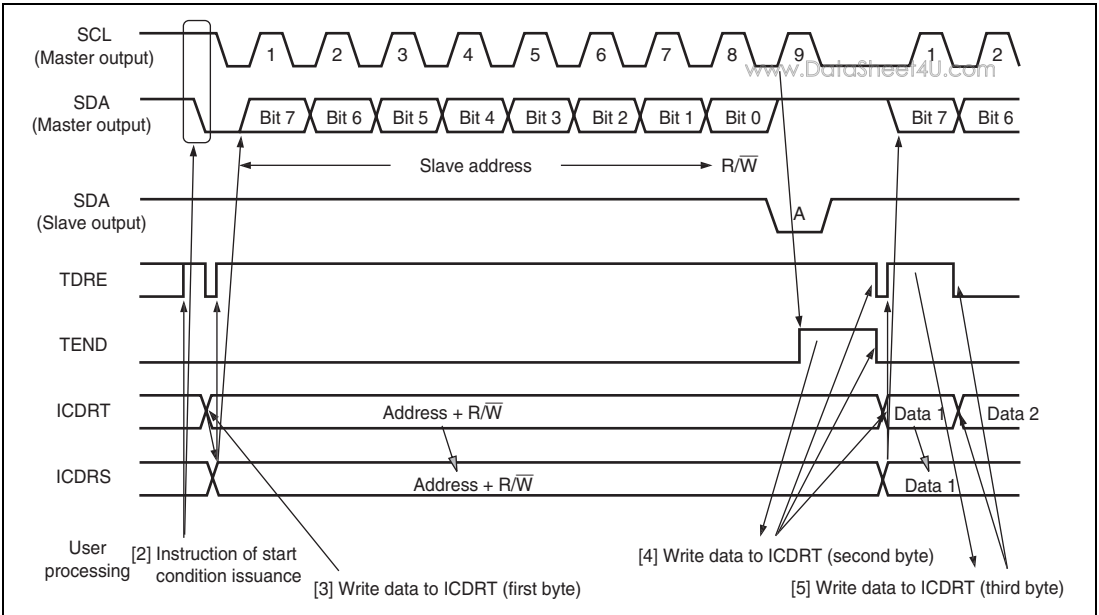 SCL
(Master output)
1 2 3 4 5 6 7 8 9 1 2
www.DataSheet4U.com
SDA
(Master output)
Bit 7 Bit 6 Bit 5 Bit 4 Bit 3 Bit 2 Bit 1 Bit 0 Bit 7 Bit 6
Slave address R/W̅
SDA
(Slave output)
A
TDRE
TEND
ICDRT
Address + R/W̅ Data 1 Data 2
ICDRS
Address + R/W̅ Data 1
User
processing
[2] Instruction of start
condition issuance
[3] Write data to ICDRT (first byte)
[4] Write data to ICDRT (second byte)
[5] Write data to ICDRT (third byte)